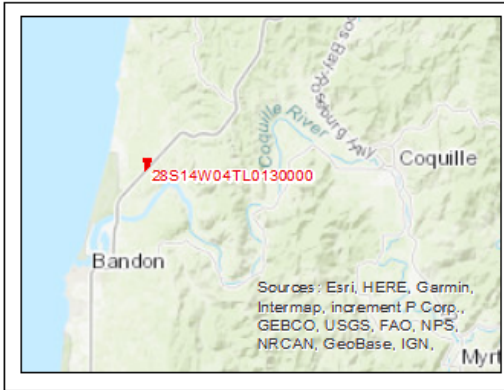 Coos Bay-Roseburg Hwy
Coquille River
Coquille
28S14W04TL0130000
Bandon
Sources: Esri, HERE, Garmin,
Intermap, increment P Corp.,
GEBCO, USGS, FAO, NPS,
NRCAN, GeoBase, IGN,
Myrt